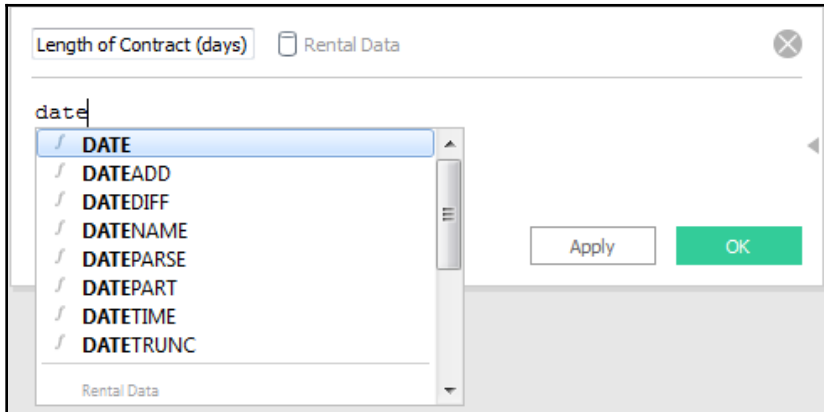 Length of Contract (days) Rental Data
date
DATE
DATEADD
DATEDIFF
DATENAME
DATEPARSE
DATEPART
DATETIME
DATETRUNC
Rental Data
Apply OK